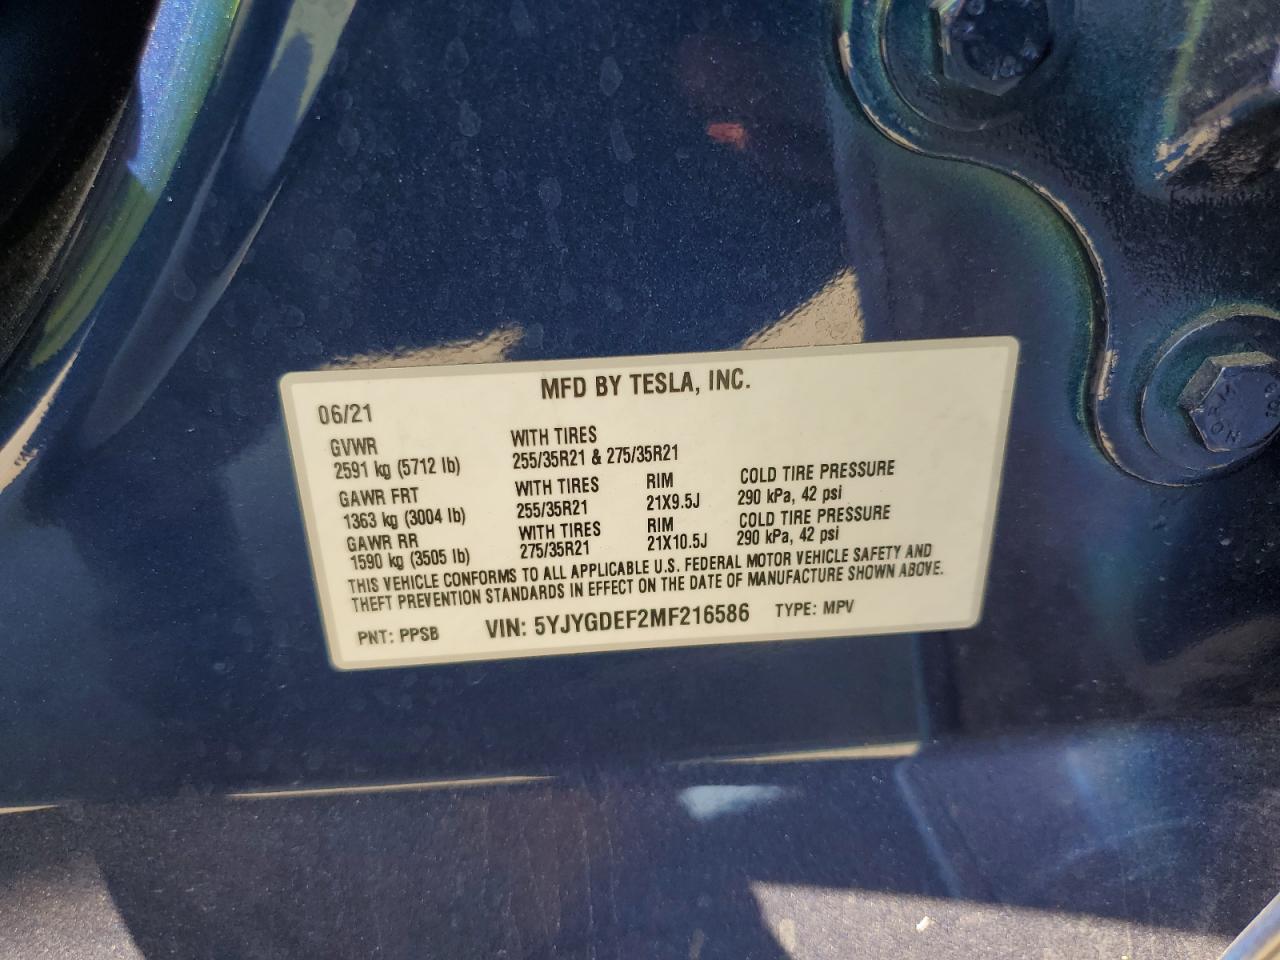 MFD BY TESLA, INC.
06/21
GVWR WITH TIRES
2591 kg (5712 lb) 255/35R21 & 275/35R21
GAWR FRT WITH TIRES RIM COLD TIRE PRESSURE
1363 kg (3004 lb) 255/35R21 21X9.5J 290 kPa, 42 psi
GAWR RR WITH TIRES RIM COLD TIRE PRESSURE
1590 kg (3505 lb) 275/35R21 21X10.5J 290 kPa, 42 psi
THIS VEHICLE CONFORMS TO ALL APPLICABLE U.S. FEDERAL MOTOR VEHICLE SAFETY AND
THEFT PREVENTION STANDARDS IN EFFECT ON THE DATE OF MANUFACTURE SHOWN ABOVE.
PNT: PPSB VIN: 5YJYGDEF2MF216586 TYPE: MPV